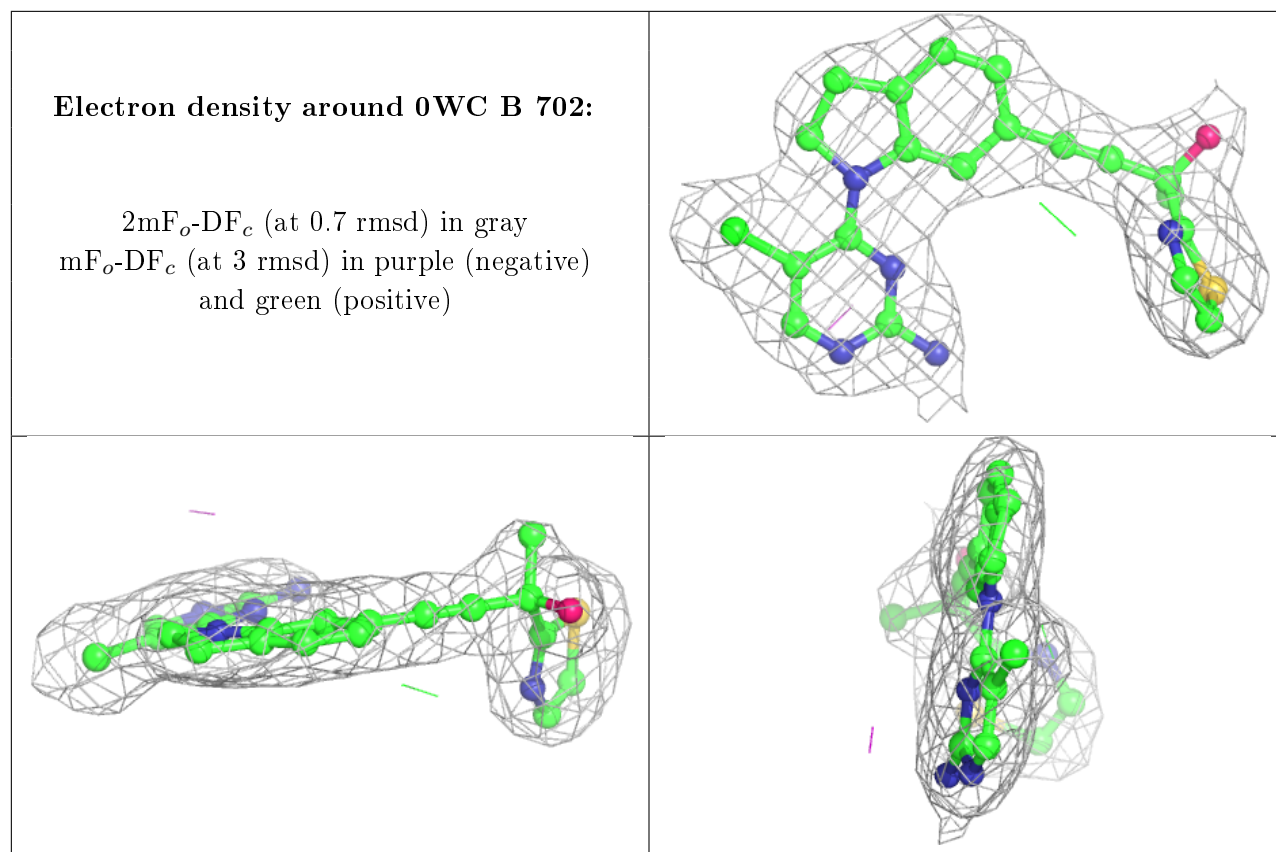 Electron density around 0WC B 702:
2mFo-DFc (at 0.7 rmsd) in gray
mFo-DFc (at 3 rmsd) in purple (negative)
and green (positive)